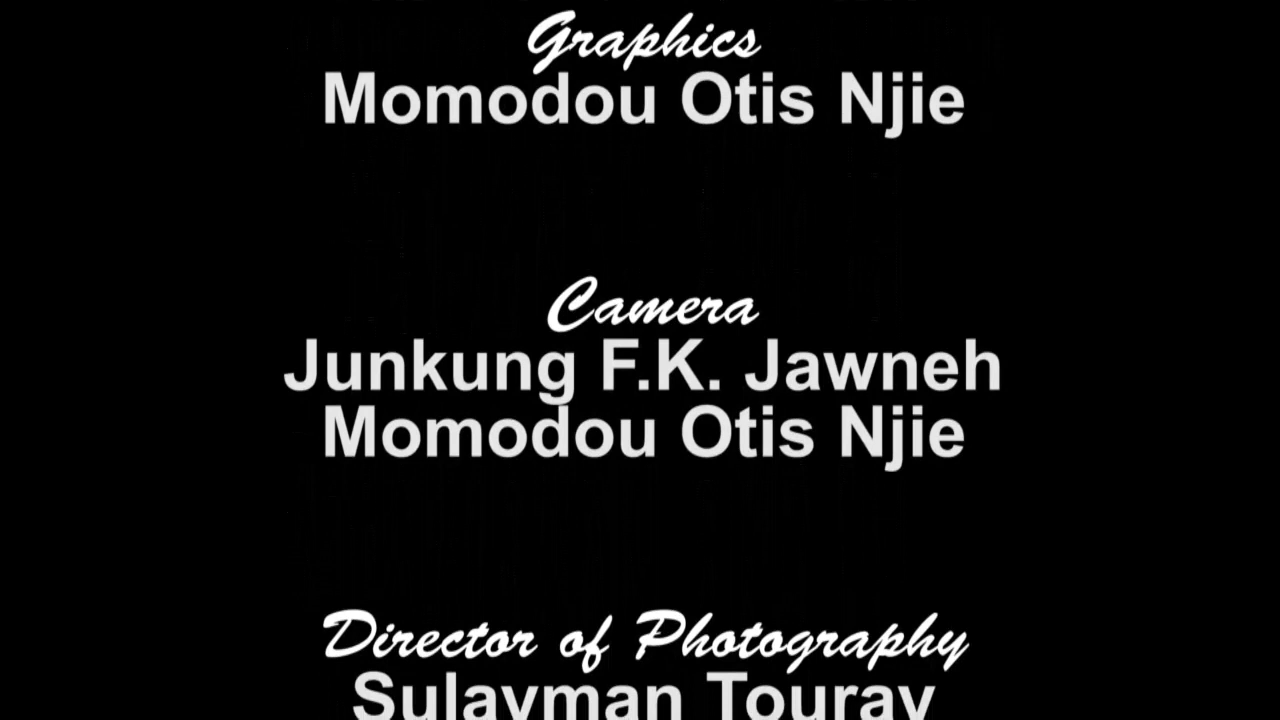 Graphics
Momodou Otis Njie
Camera
Junkung F.K. Jawneh
Momodou Otis Njie
Director of Photography
Sulayman Touray